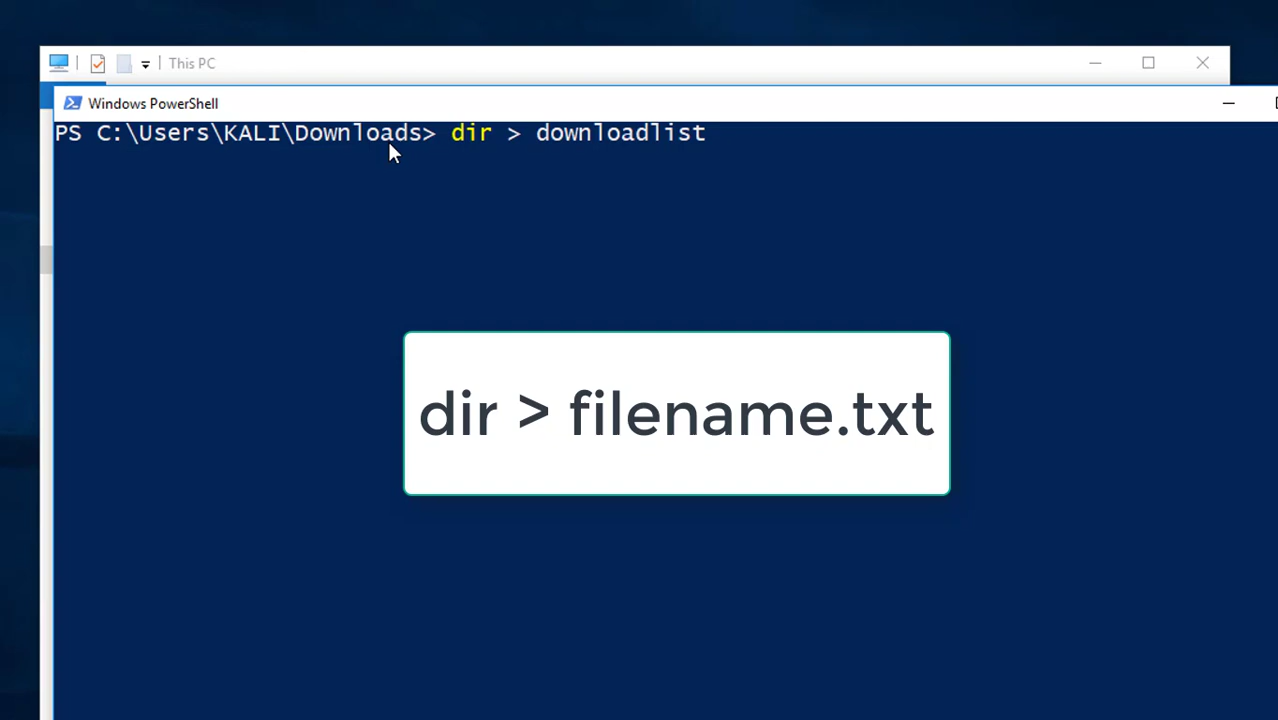 This PC
Windows PowerShell
PS C:\Users\KALI\Downloads> dir > downloadlist
dir > filename.txt